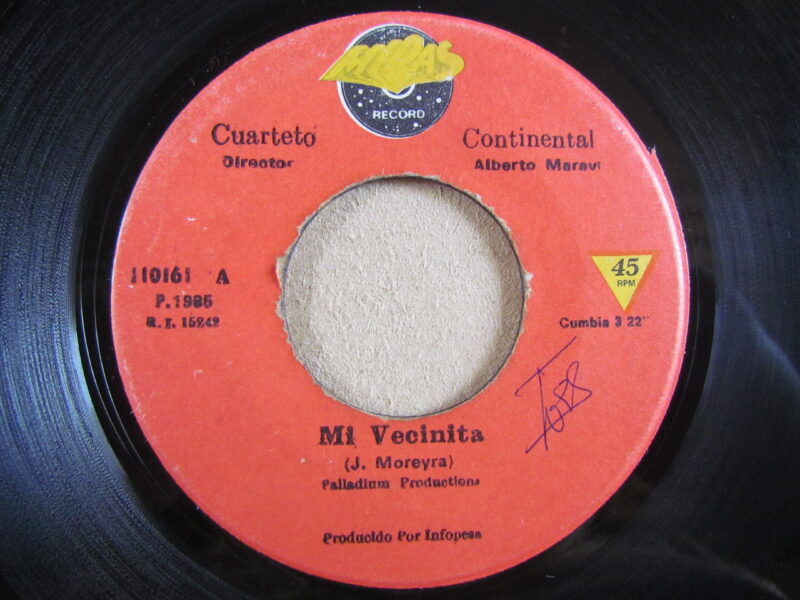 MIDAS
RECORD
Cuarteto Continental
Director Alberto Maravi
110161 A
P. 1985
R. I. 15242
45
RPM
Cumbia 3 22"
Mi Vecinita
(J. Moreyra)
Palladium Productions
Producido Por Infopesa